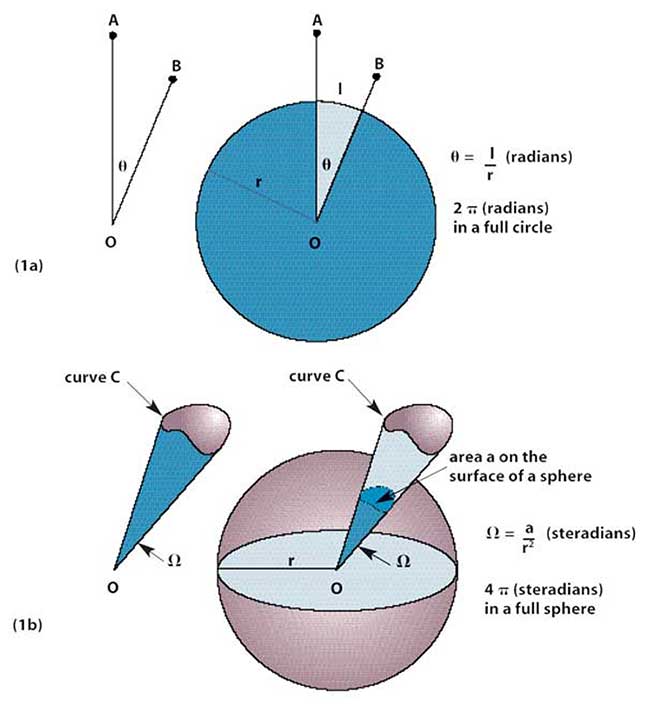 A
B
θ
O
A
B
l
θ
r
O
θ = l/r (radians)
2 π (radians)
in a full circle
(1a)
curve C
Ω
O
curve C
area a on the
surface of a sphere
r
Ω
O
Ω = a/r² (steradians)
4 π (steradians)
in a full sphere
(1b)